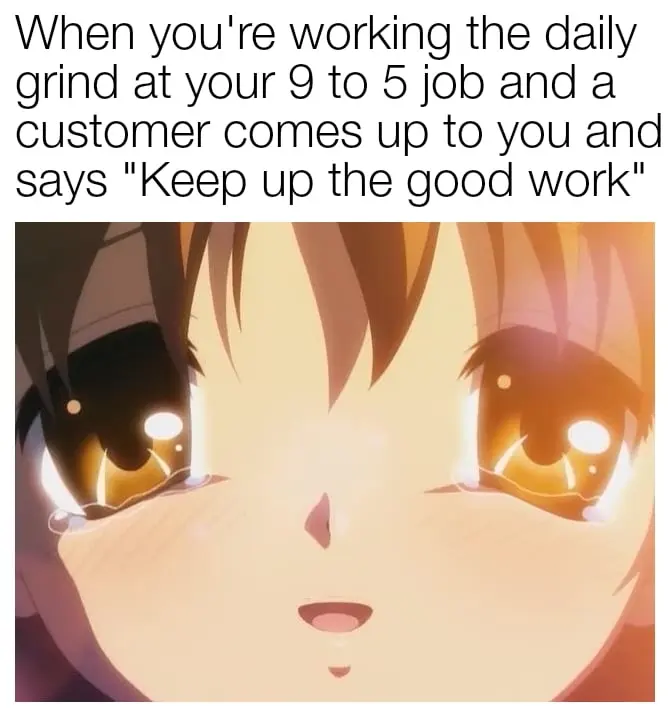 When you're working the daily
grind at your 9 to 5 job and a
customer comes up to you and
says "Keep up the good work"